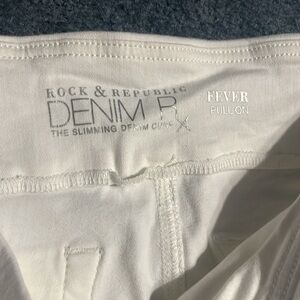 ROCK & REPUBLIC
DENIM Rx
THE SLIMMING DENIM CURE
FEVER
PULL ON